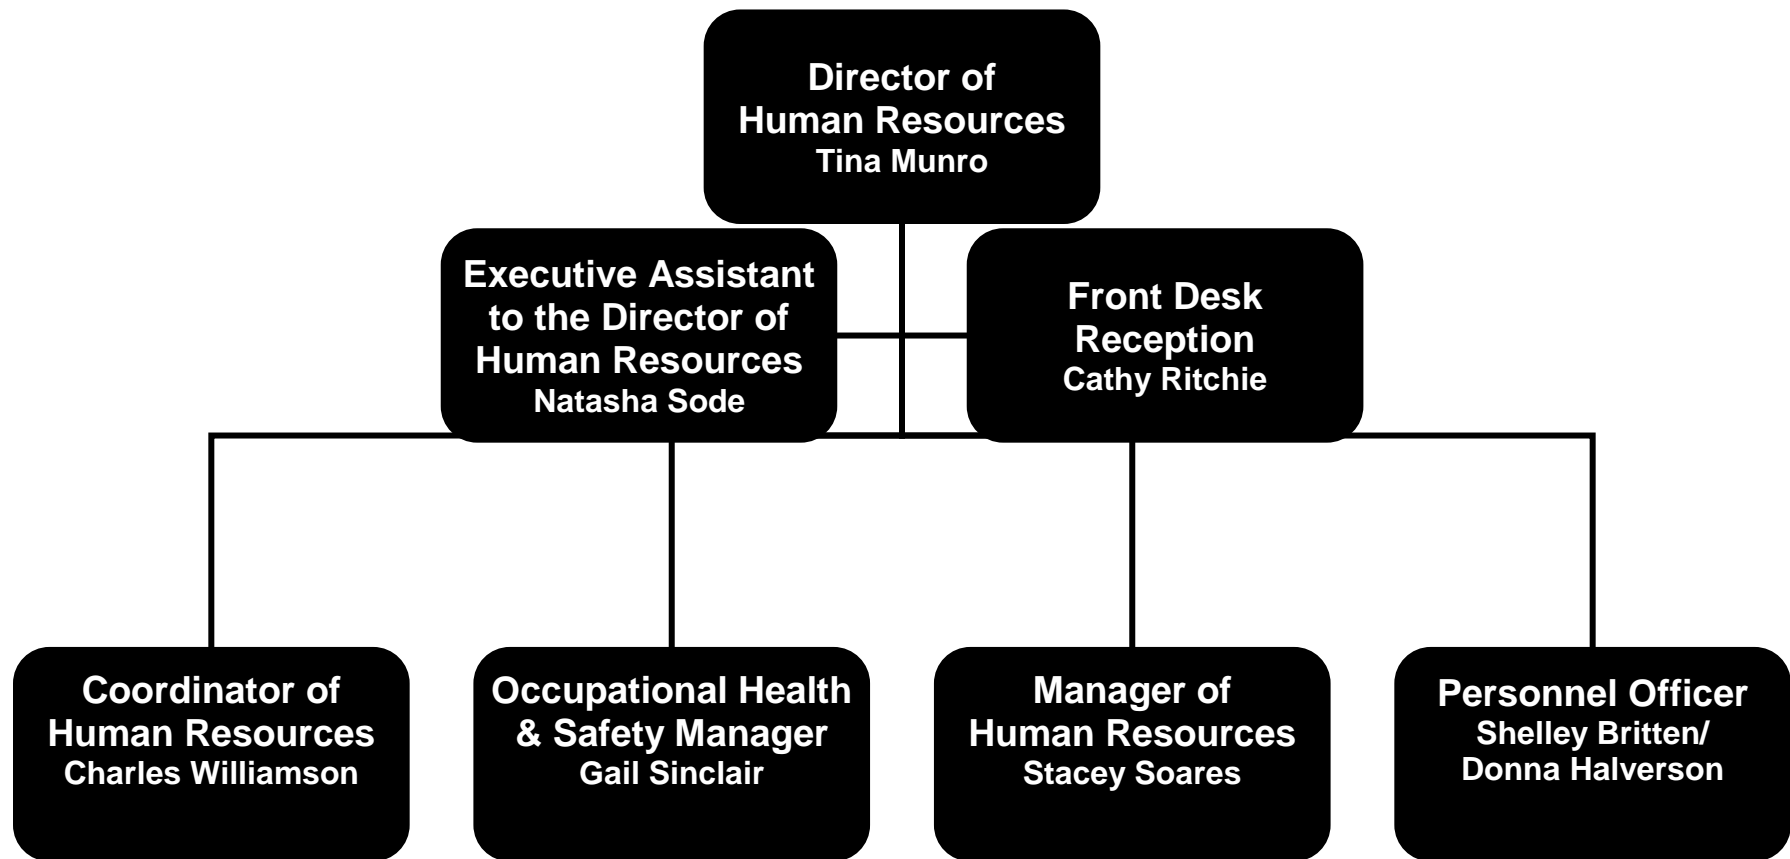 Director of
Human Resources
Tina Munro
Executive Assistant
to the Director of
Human Resources
Natasha Sode
Front Desk
Reception
Cathy Ritchie
Coordinator of
Human Resources
Charles Williamson
Occupational Health
& Safety Manager
Gail Sinclair
Manager of
Human Resources
Stacey Soares
Personnel Officer
Shelley Britten/
Donna Halverson